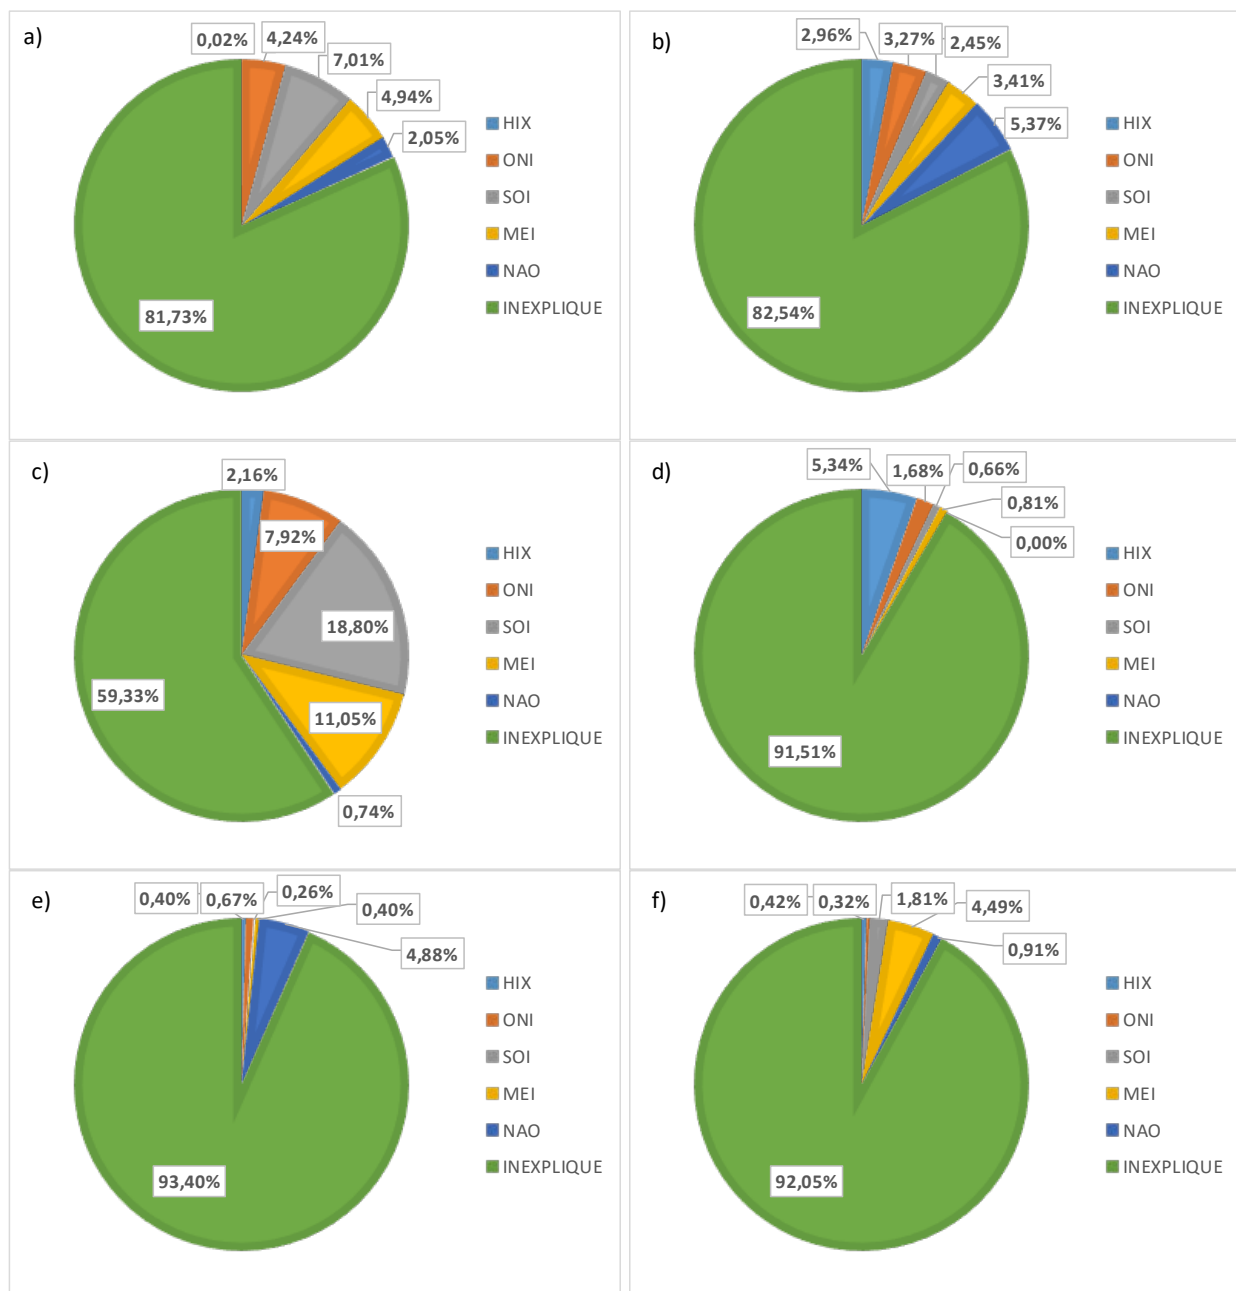 a)
0,02%
4,24%
7,01%
4,94%
2,05%
81,73%
HIX
ONI
SOI
MEI
NAO
INEXPLIQUE
b)
2,96%
3,27%
2,45%
3,41%
5,37%
82,54%
HIX
ONI
SOI
MEI
NAO
INEXPLIQUE
c)
2,16%
7,92%
18,80%
11,05%
0,74%
59,33%
HIX
ONI
SOI
MEI
NAO
INEXPLIQUE
d)
5,34%
1,68%
0,66%
0,81%
0,00%
91,51%
HIX
ONI
SOI
MEI
NAO
INEXPLIQUE
e)
0,40%
0,67%
0,26%
0,40%
4,88%
93,40%
HIX
ONI
SOI
MEI
NAO
INEXPLIQUE
f)
0,42%
0,32%
1,81%
4,49%
0,91%
92,05%
HIX
ONI
SOI
MEI
NAO
INEXPLIQUE